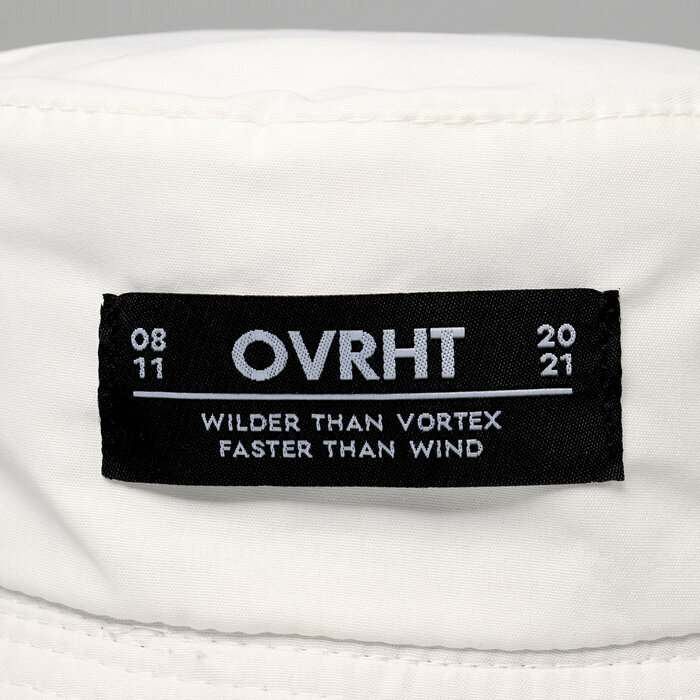 08 OVRHT 20
11 21
WILDER THAN VORTEX
FASTER THAN WIND